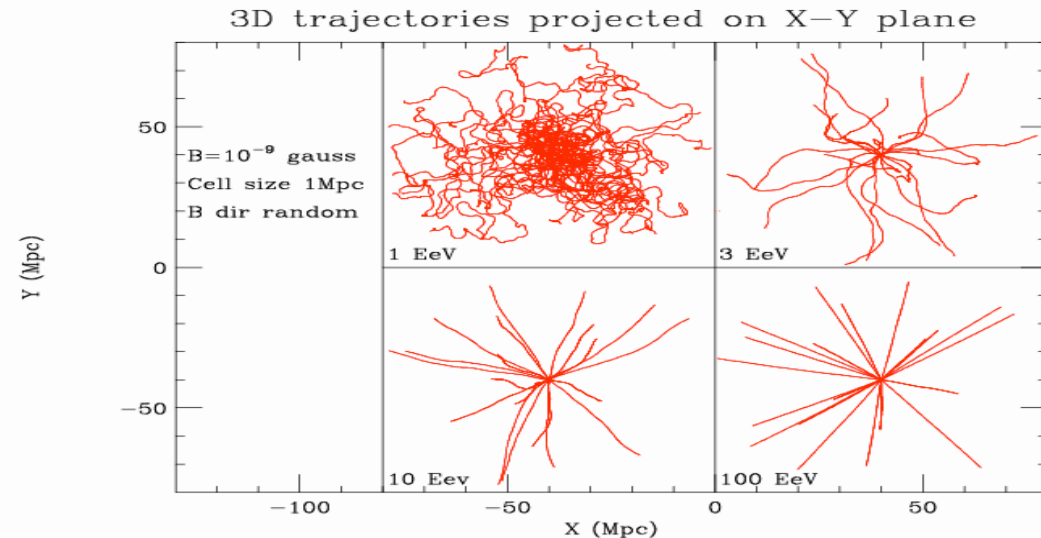 3D trajectories projected on X-Y plane
50
B=10⁻⁹ gauss
Cell size 1Mpc
B dir random
1 EeV
3 EeV
Y (Mpc)
0
-50
10 Eev
100 EeV
-100
-50
0
50
X (Mpc)